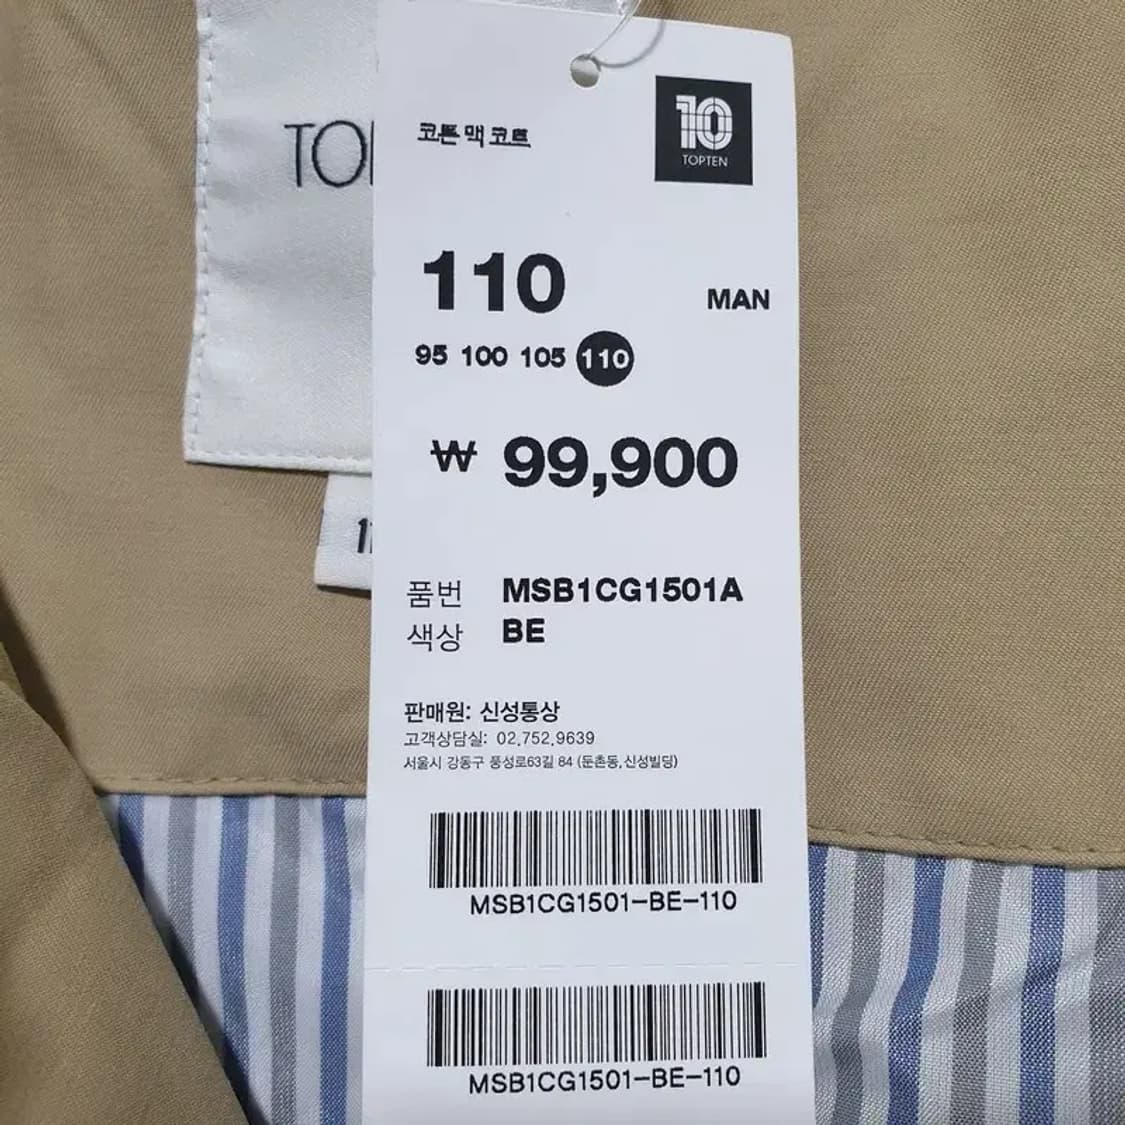 TO
코튼 맥 코트
10
TOPTEN
110
MAN
95 100 105 110
₩ 99,900
품번 MSB1CG1501A
색상 BE
판매원: 신성통상
고객상담실: 02.752.9639
서울시 강동구 풍성로63길 84 (둔촌동,신성빌딩)
MSB1CG1501-BE-110
MSB1CG1501-BE-110